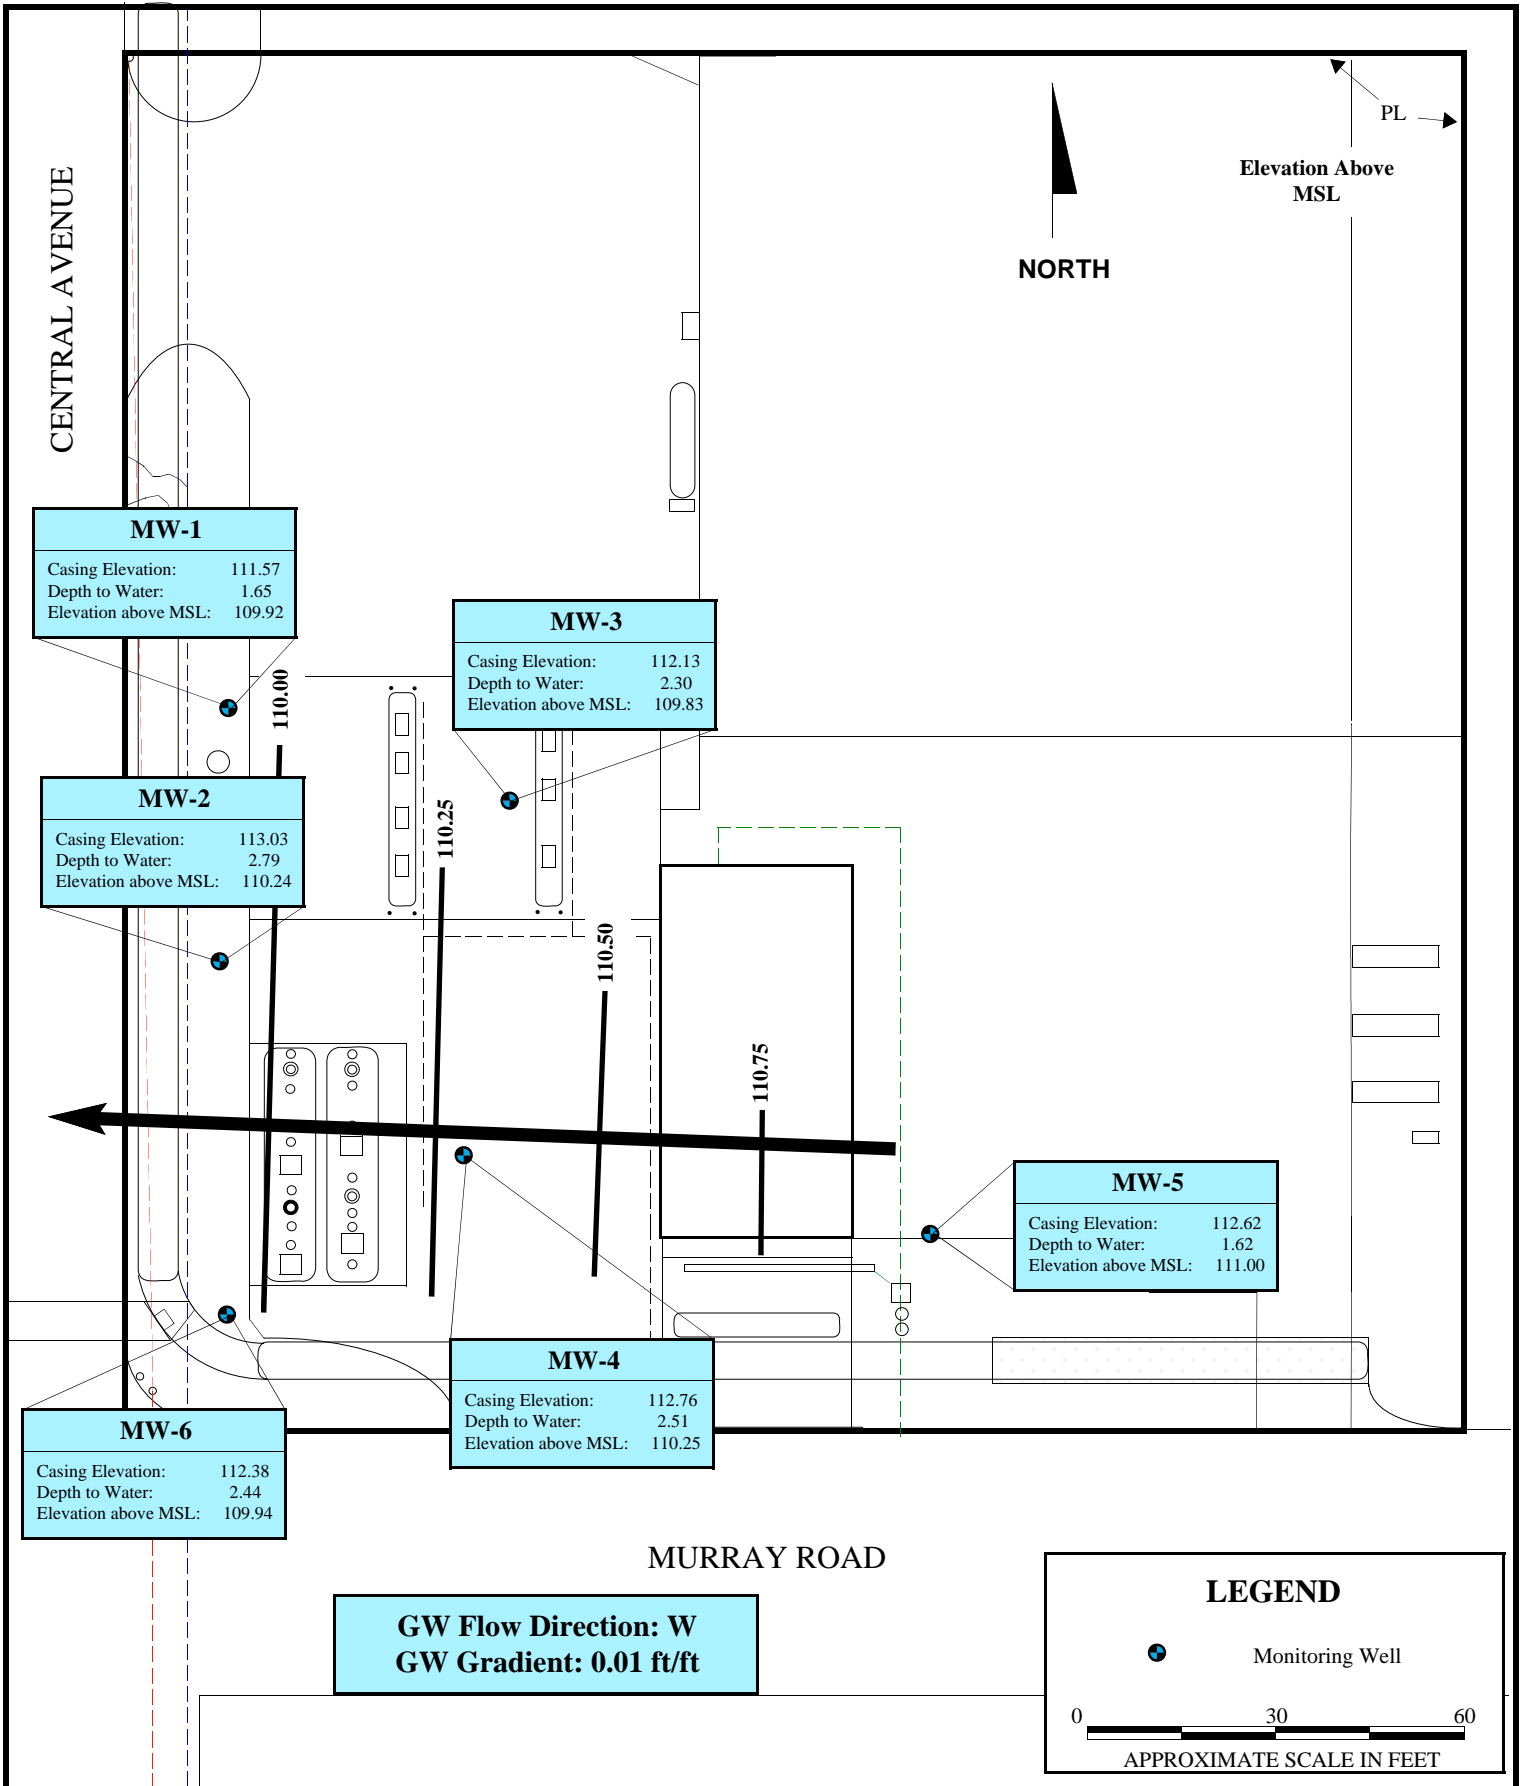 PL
Elevation Above
MSL
NORTH
CENTRAL AVENUE
MW-1
Casing Elevation: 111.57
Depth to Water: 1.65
Elevation above MSL: 109.92
MW-3
Casing Elevation: 112.13
Depth to Water: 2.30
Elevation above MSL: 109.83
110.00
MW-2
Casing Elevation: 113.03
Depth to Water: 2.79
Elevation above MSL: 110.24
110.25
110.50
110.75
MW-5
Casing Elevation: 112.62
Depth to Water: 1.62
Elevation above MSL: 111.00
MW-4
Casing Elevation: 112.76
Depth to Water: 2.51
Elevation above MSL: 110.25
MW-6
Casing Elevation: 112.38
Depth to Water: 2.44
Elevation above MSL: 109.94
MURRAY ROAD
GW Flow Direction: W
GW Gradient: 0.01 ft/ft
LEGEND
Monitoring Well
0 30 60
APPROXIMATE SCALE IN FEET